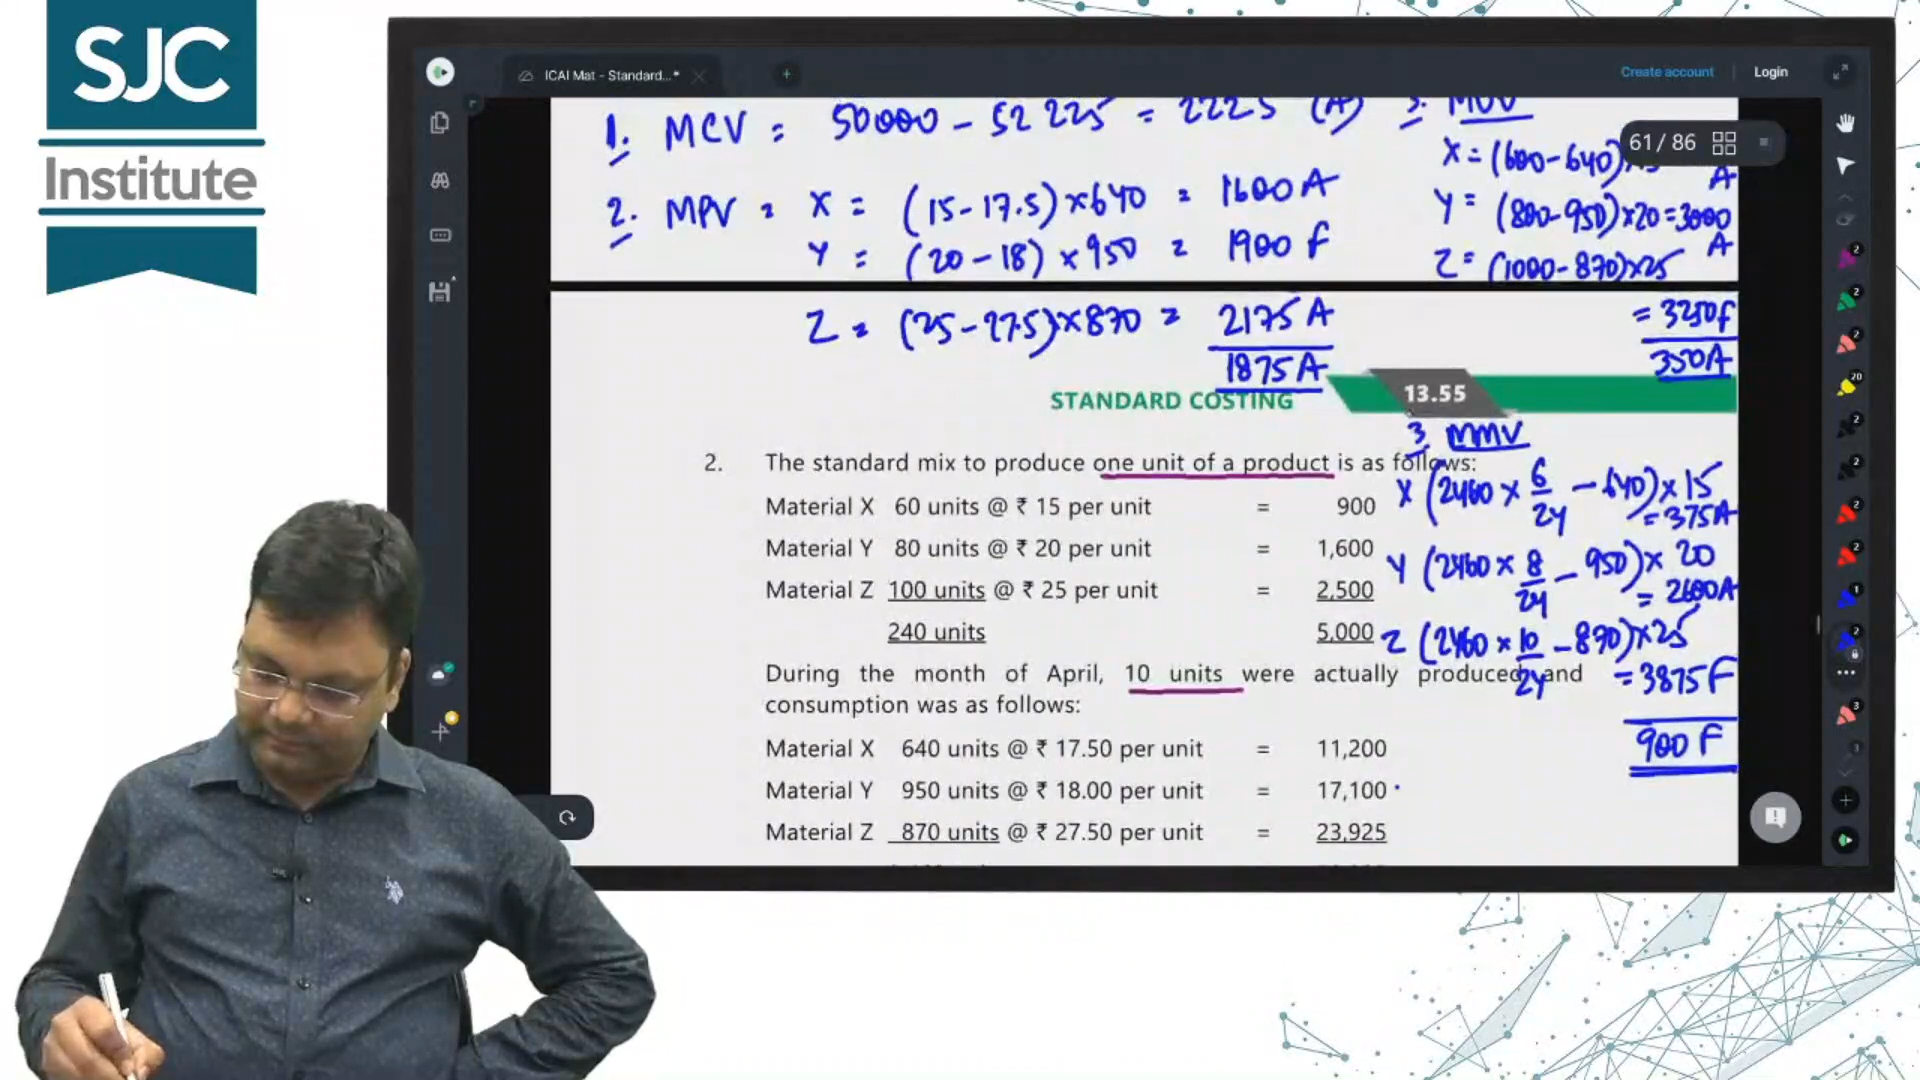 SJC
Institute
ICAI Mat - Standard...*
Create account
Login
61/ 86
1. MCV = 50000 - 52 225 = 2225 (A)
2. MPV = X = (15-17.5)×640 = 1600 A
Y = (20-18) ×950 = 1900 f
Z = (25-27.5)×870 = 2175 A
1875 A
3. MUV
X = (600-640)
A
Y = (800-950)×20=3000
A
Z = (1000-870)×25
= 3250f
350A
STANDARD COSTING
13.55
3. MMV
X (2460 × 6/24 - 640) × 15
= 375A
Y (2460 × 8/24 - 950) × 20
= 2600A
Z (2460 × 10/24 - 870)×25
= 3875 F
900 F
2. The standard mix to produce one unit of a product is as follows:
Material X 60 units @ ₹ 15 per unit = 900
Material Y 80 units @ ₹ 20 per unit = 1,600
Material Z 100 units @ ₹ 25 per unit = 2,500
240 units 5,000
During the month of April, 10 units were actually produced and
consumption was as follows:
Material X 640 units @ ₹ 17.50 per unit = 11,200
Material Y 950 units @ ₹ 18.00 per unit = 17,100
Material Z 870 units @ ₹ 27.50 per unit = 23,925